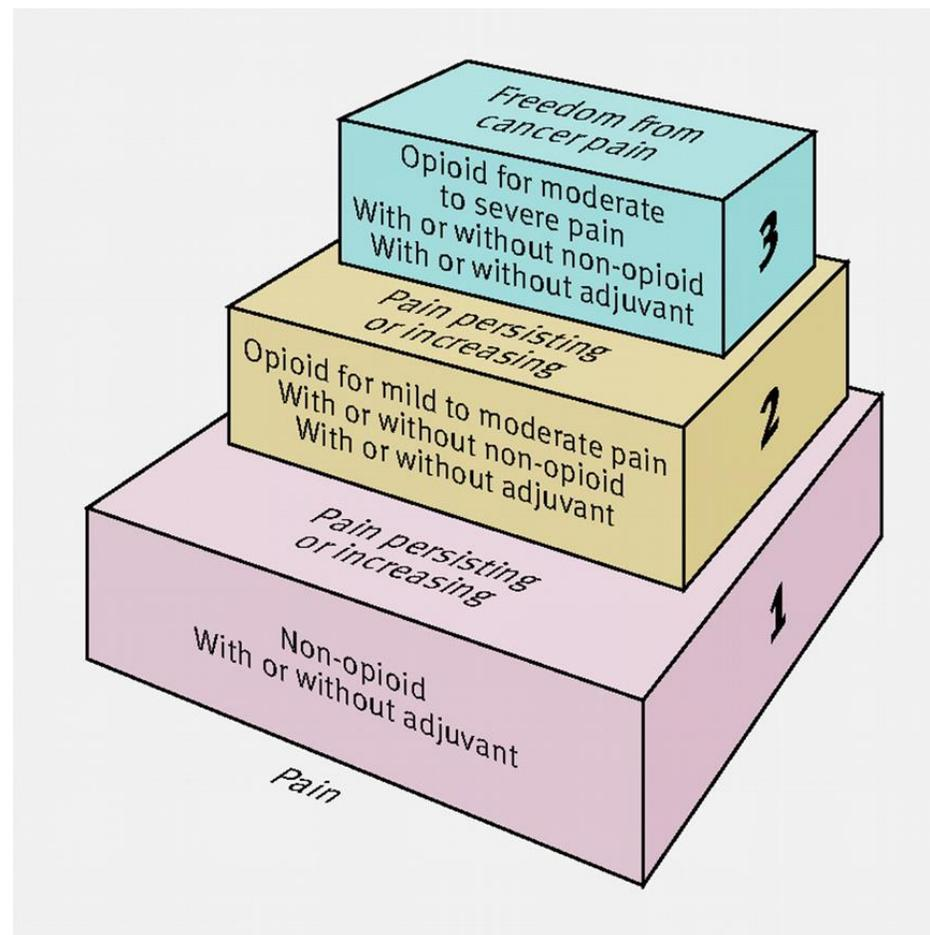 Freedom from
cancer pain
Opioid for moderate
to severe pain
With or without non-opioid
With or without adjuvant
3
Pain persisting
or increasing
Opioid for mild to moderate pain
With or without non-opioid
With or without adjuvant
2
Pain persisting
or increasing
Non-opioid
With or without adjuvant
1
Pain